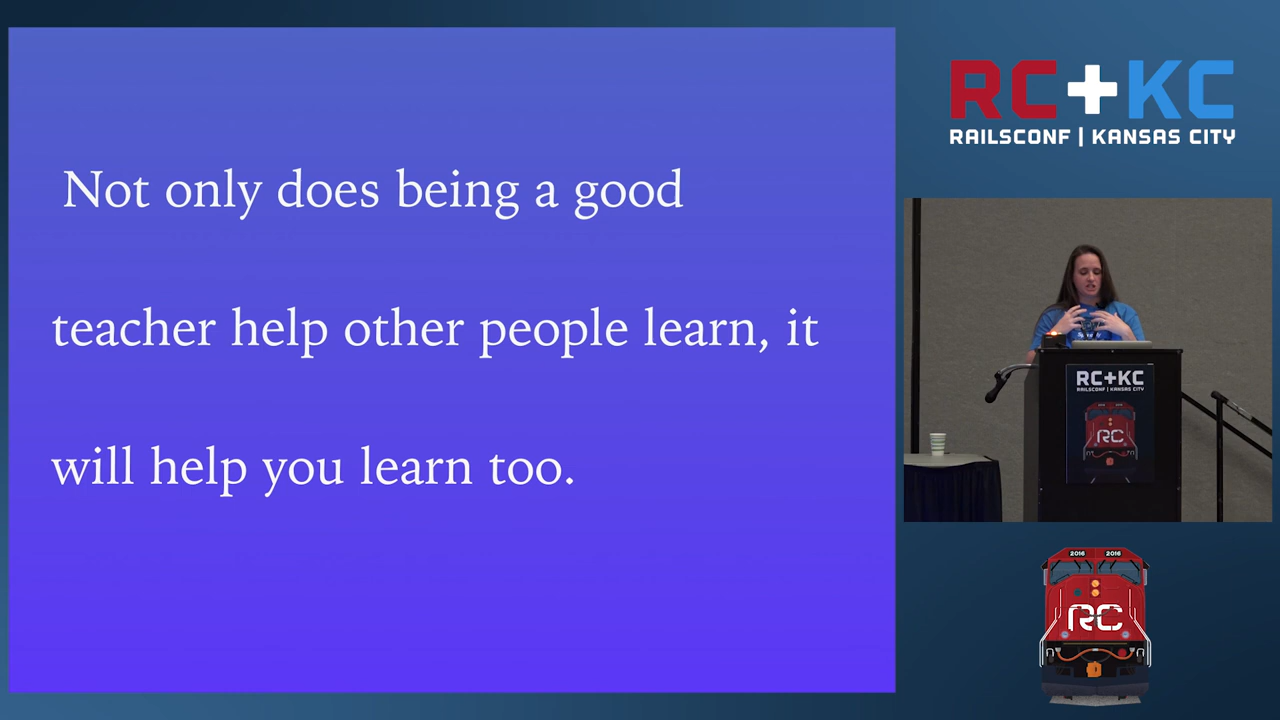 Not only does being a good
teacher help other people learn, it
will help you learn too.
RC+KC
RAILSCONF | KANSAS CITY
RC+KC
RAILSCONF | KANSAS CITY
RC
2016 2016
RC